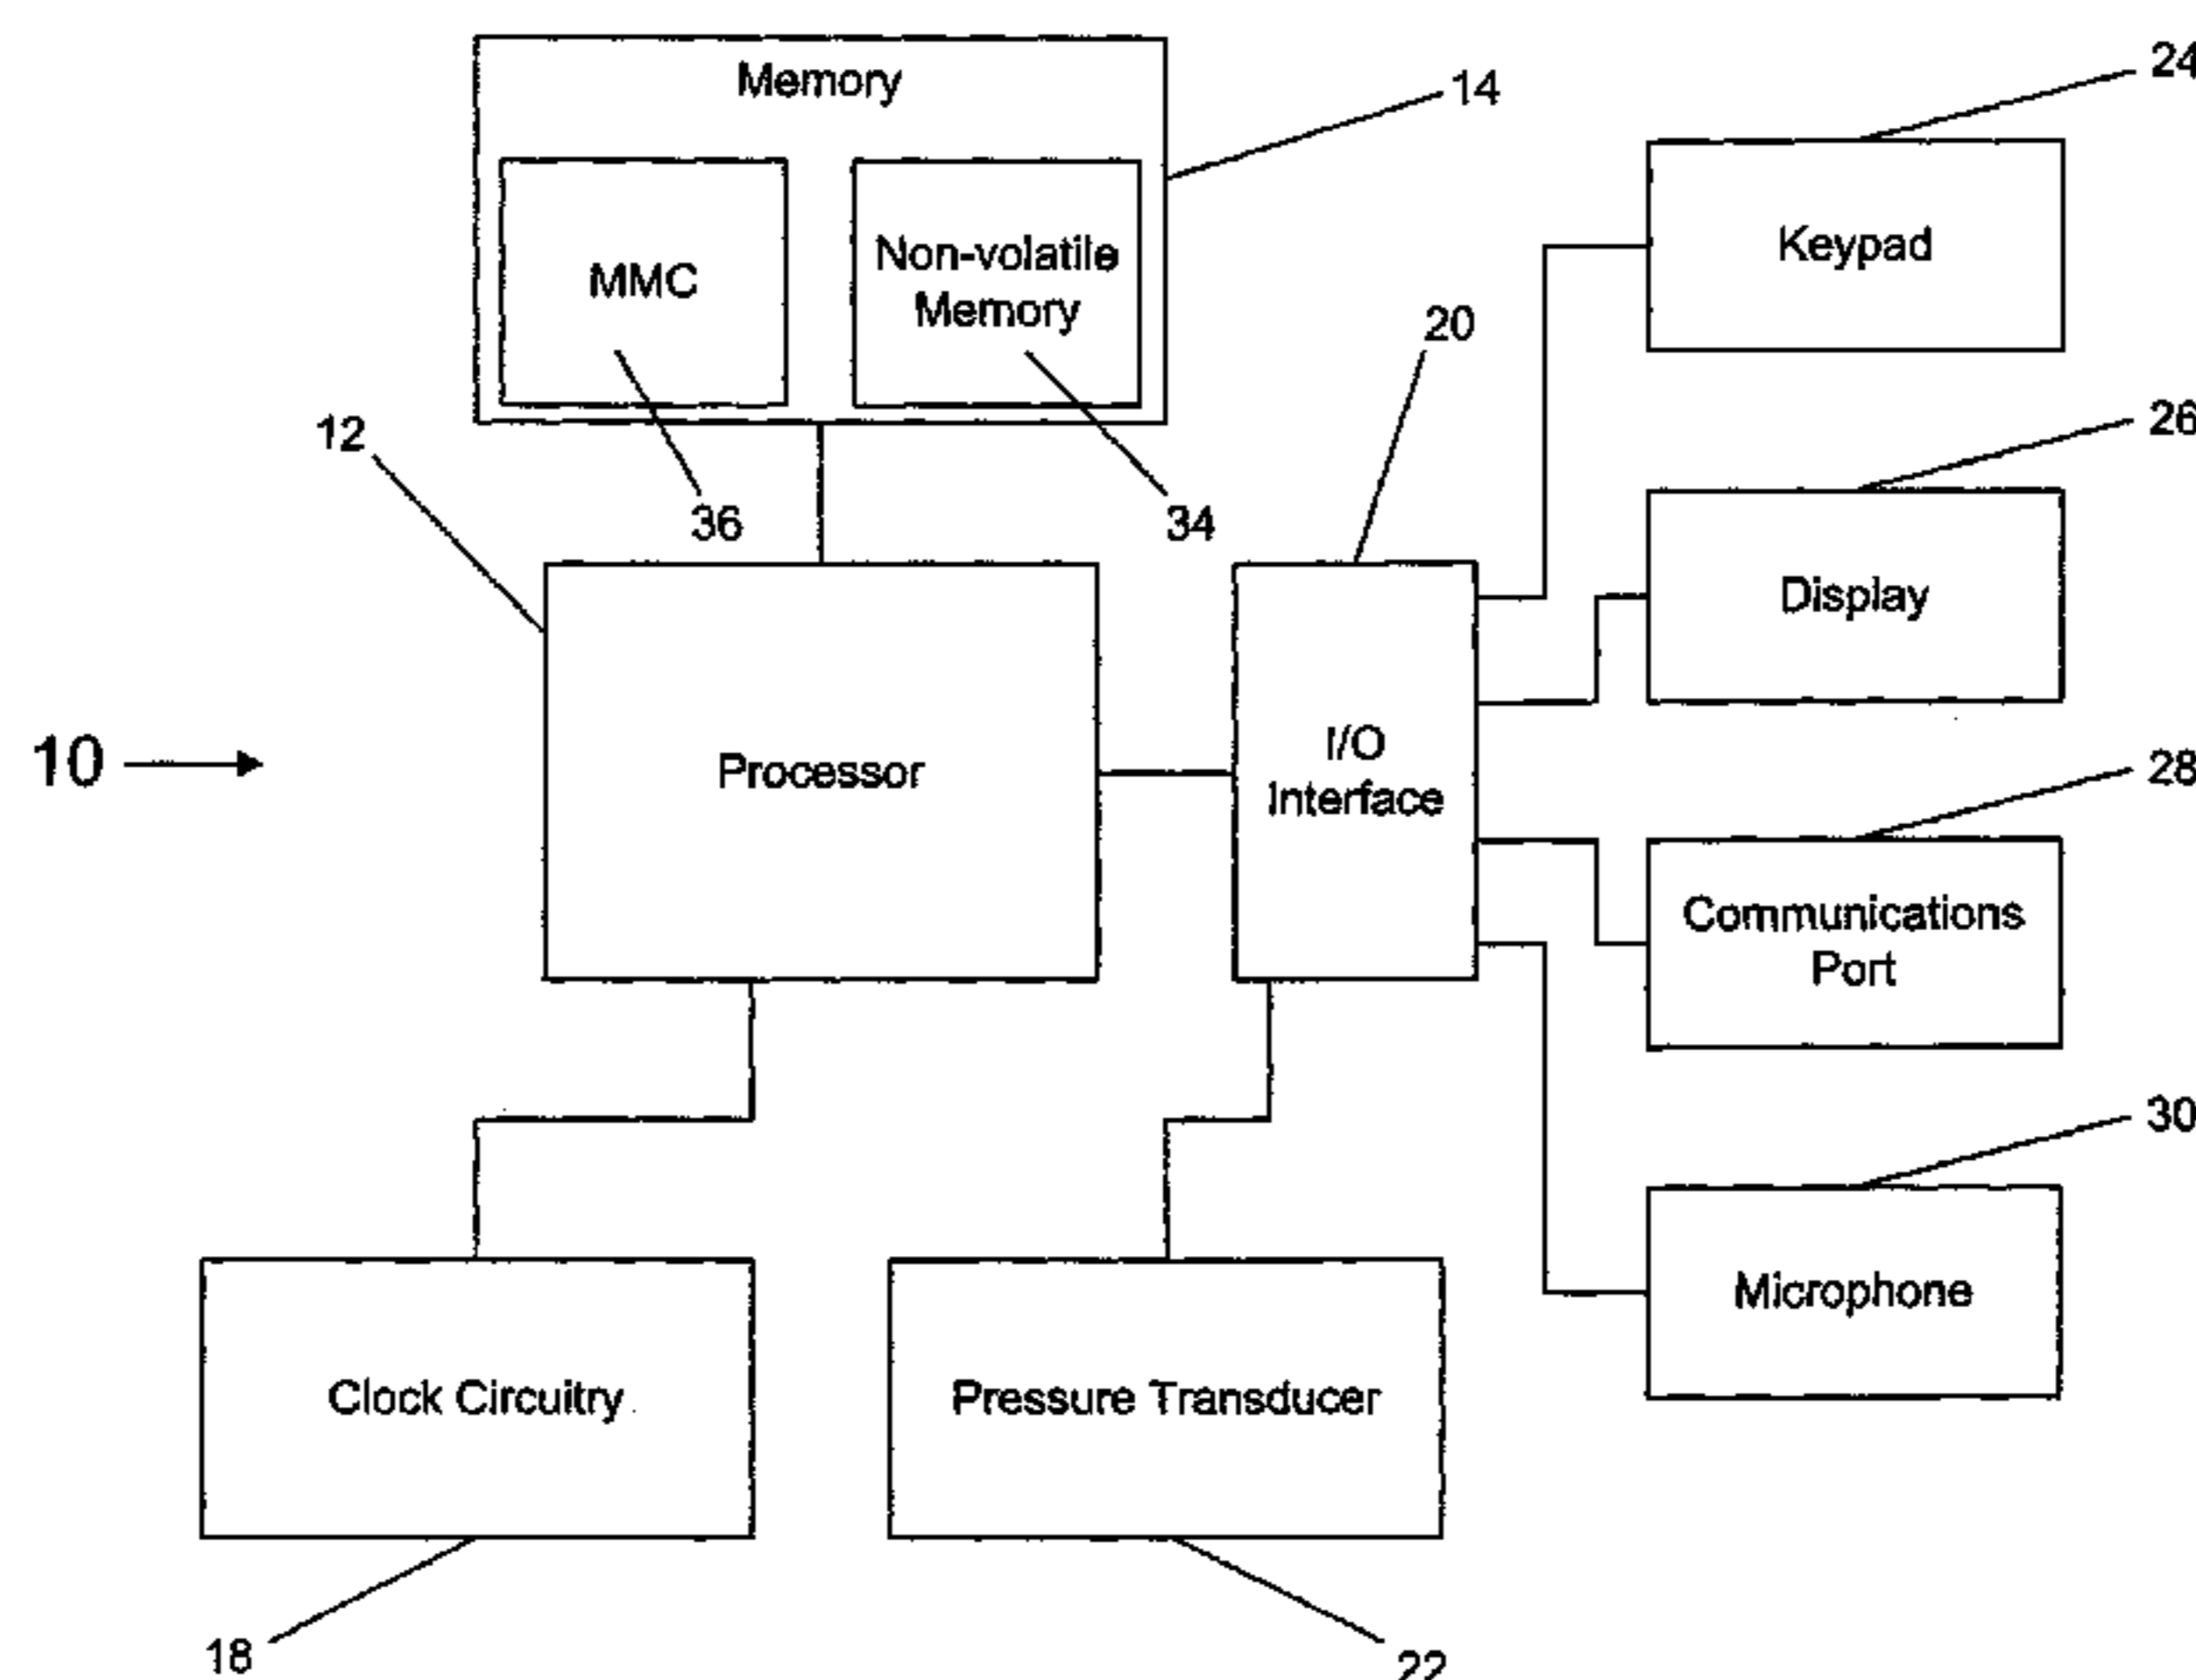 Memory
14
24
MMC
Non-volatile
Memory
Keypad
20
12
36
34
26
Display
10
Processor
I/O
Interface
28
Communications
Port
30
Microphone
Clock Circuitry
Pressure Transducer
18
22